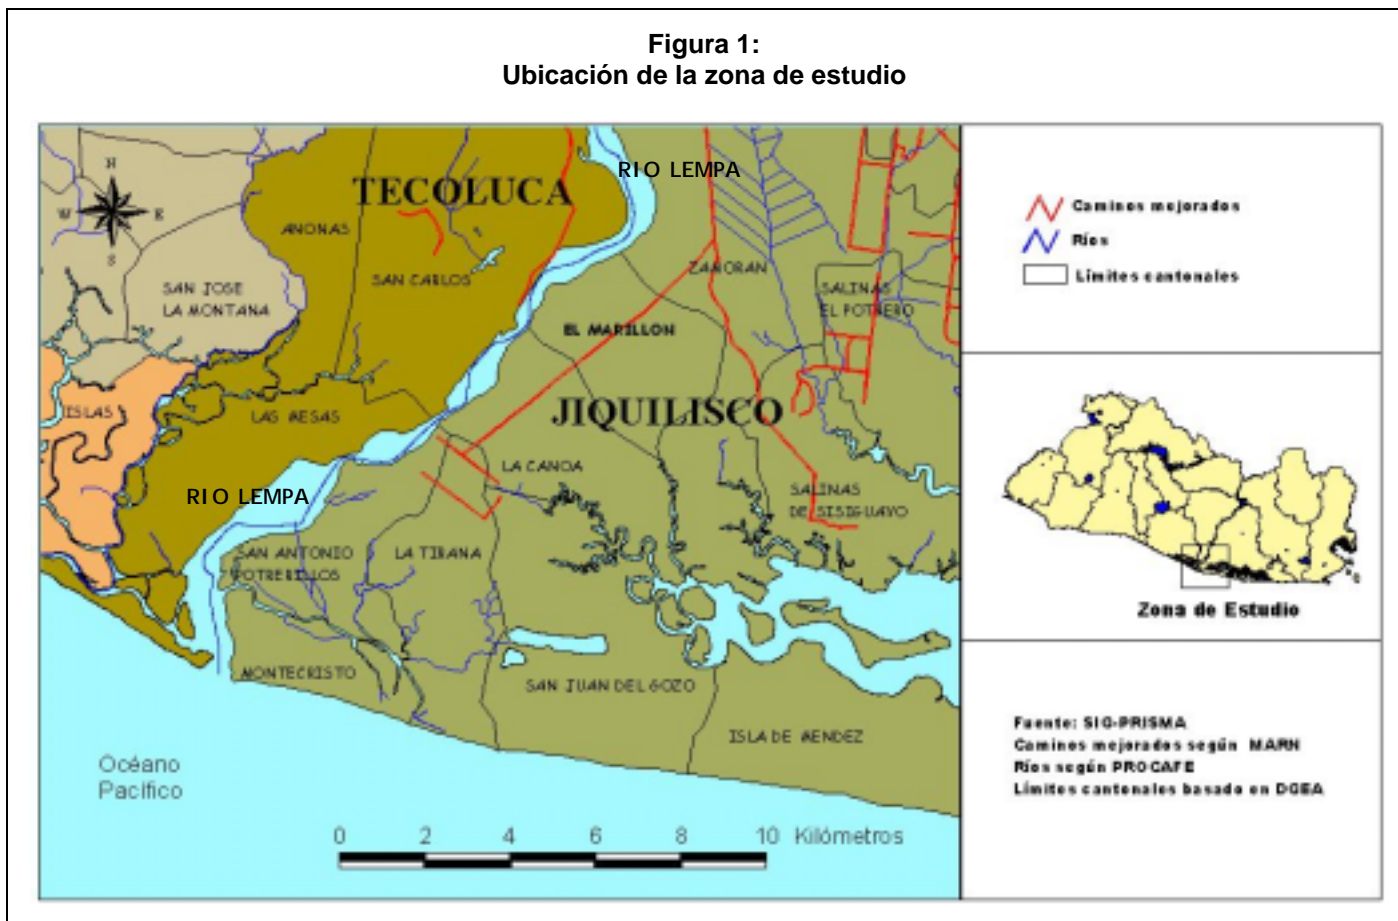 Figura 1:
Ubicación de la zona de estudio
N
W
E
S
TECOLUCA
RIO LEMPA
ANONAS
SAN CARLOS
SAN JOSE
LA MONTANA
ZAMORAN
SALINAS
EL POTRERO
EL MARILLON
ISLAS
LAS MESAS
JIQUILISCO
RIO LEMPA
LA CANOA
SALINAS
DE SISIGUAYO
SAN ANTONIO
POTRERILLOS
LA TIRANA
MONTECRISTO
SAN JUAN DEL GOZO
ISLA DE MENDEZ
Océano
Pacífico
0 2 4 6 8 10 Kilómetros
Caminos mejorados
Ríos
Límites cantonales
Zona de Estudio
Fuente: SIG-PRISMA
Caminos mejorados según MARN
Ríos según PROCAFE
Límites cantonales basado en DGEA